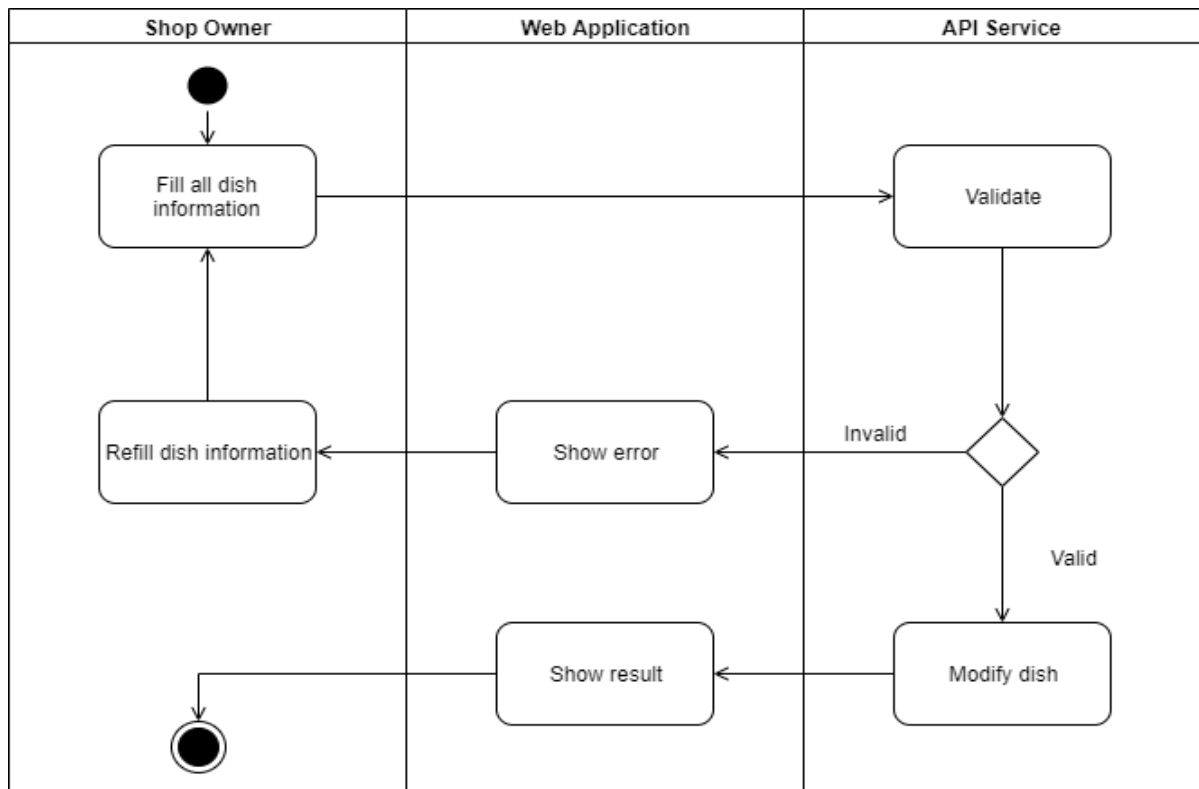 Shop Owner
Web Application
API Service
Fill all dish
information
Validate
Refill dish information
Show error
Invalid
Valid
Show result
Modify dish